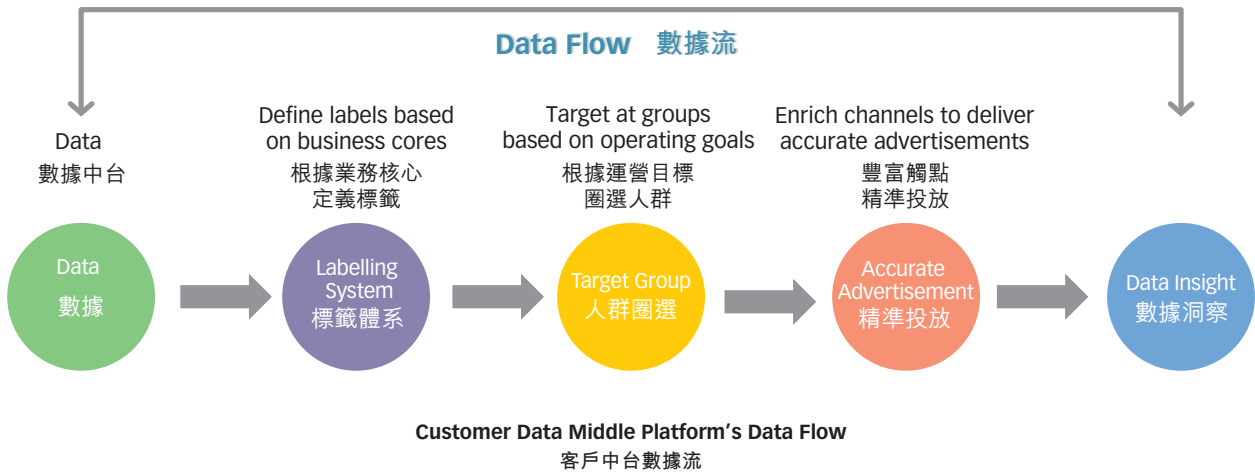 Data Flow 數據流
Data
數據中台
Define labels based
on business cores
根據業務核心
定義標籤
Target at groups
based on operating goals
根據運營目標
圈選人群
Enrich channels to deliver
accurate advertisements
豐富觸點
精準投放
Data
數據
Labelling
System
標籤體系
Target Group
人群圈選
Accurate
Advertisement
精準投放
Data Insight
數據洞察
Customer Data Middle Platform's Data Flow
客戶中台數據流